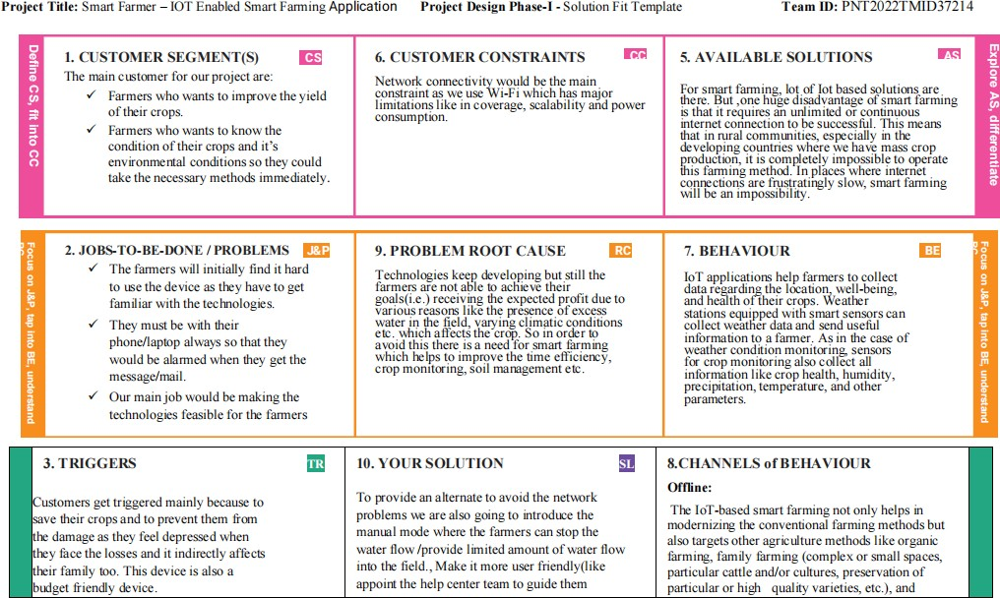 Project Title: Smart Farmer – IOT Enabled Smart Farming Application Project Design Phase-I - Solution Fit Template Team ID: PNT2022TMID37214
Define CS, fit into CC
1. CUSTOMER SEGMENT(S) CS
The main customer for our project are:
✓ Farmers who wants to improve the yield
of their crops.
✓ Farmers who wants to know the
condition of their crops and it’s
environmental conditions so they could
take the necessary methods immediately.
6. CUSTOMER CONSTRAINTS CC
Network connectivity would be the main
constraint as we use Wi-Fi which has major
limitations like in coverage, scalability and power
consumption.
5. AVAILABLE SOLUTIONS AS
For smart farming, lot of Iot based solutions are
there. But ,one huge disadvantage of smart farming
is that it requires an unlimited or continuous
internet connection to be successful. This means
that in rural communities, especially in the
developing countries where we have mass crop
production, it is completely impossible to operate
this farming method. In places where internet
connections are frustratingly slow, smart farming
will be an impossibility.
Explore AS, differentiate
Focus on J&P, tap into BE, understand
2. JOBS-TO-BE-DONE / PROBLEMS J&P
✓ The farmers will initially find it hard
to use the device as they have to get
familiar with the technologies.
✓ They must be with their
phone/laptop always so that they
would be alarmed when they get the
message/mail.
✓ Our main job would be making the
technologies feasible for the farmers
9. PROBLEM ROOT CAUSE RC
Technologies keep developing but still the
farmers are not able to achieve their
goals(i.e.) receiving the expected profit due to
various reasons like the presence of excess
water in the field, varying climatic conditions
etc. which affects the crop. So in order to
avoid this there is a need for smart farming
which helps to improve the time efficiency,
crop monitoring, soil management etc.
7. BEHAVIOUR BE
IoT applications help farmers to collect
data regarding the location, well-being,
and health of their crops. Weather
stations equipped with smart sensors can
collect weather data and send useful
information to a farmer. As in the case of
weather condition monitoring, sensors
for crop monitoring also collect all
information like crop health, humidity,
precipitation, temperature, and other
parameters.
Focus on J&P, tap into BE, understand
3. TRIGGERS TR
Customers get triggered mainly because to
save their crops and to prevent them from
the damage as they feel depressed when
they face the losses and it indirectly affects
their family too. This device is also a
budget friendly device.
10. YOUR SOLUTION SL
To provide an alternate to avoid the network
problems we are also going to introduce the
manual mode where the farmers can stop the
water flow /provide limited amount of water flow
into the field., Make it more user friendly(like
appoint the help center team to guide them
8.CHANNELS of BEHAVIOUR
Offline:
The IoT-based smart farming not only helps in
modernizing the conventional farming methods but
also targets other agriculture methods like organic
farming, family farming (complex or small spaces,
particular cattle and/or cultures, preservation of
particular or high quality varieties, etc.), and